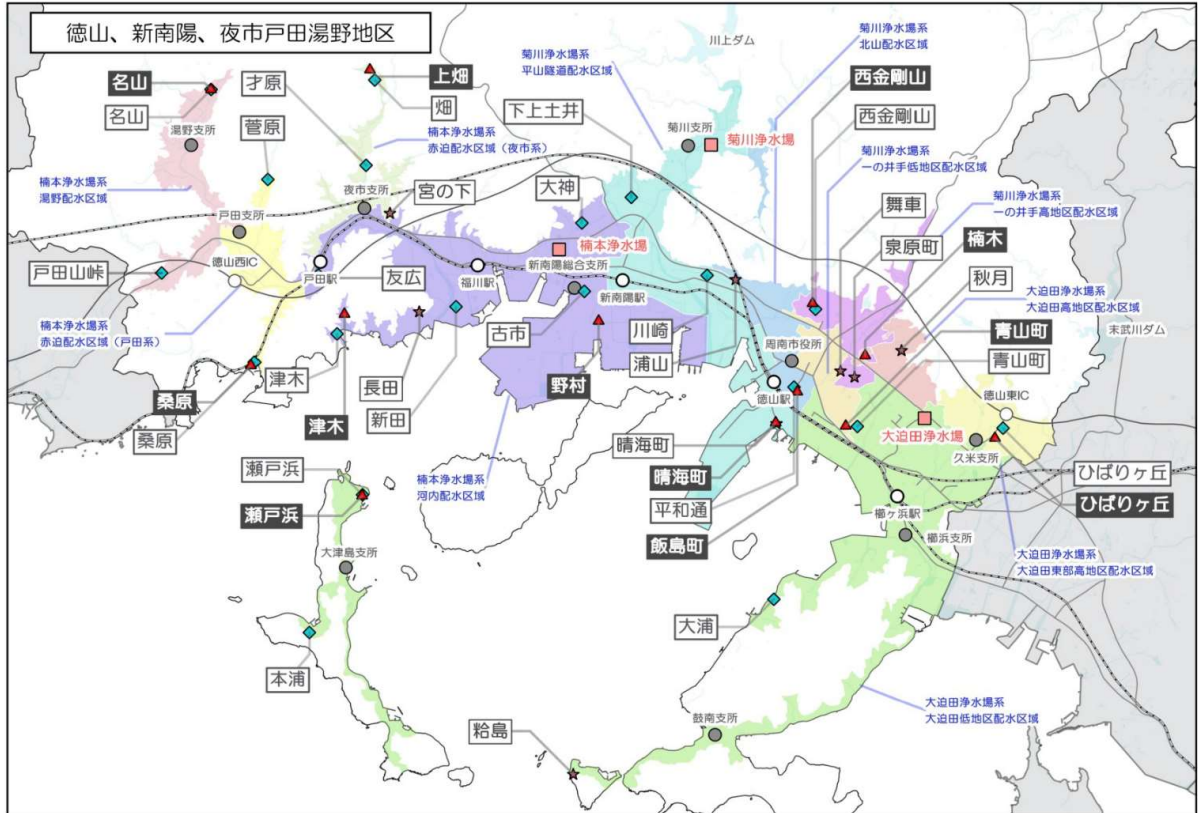 徳山、新南陽、夜市戸田湯野地区
名山
名山
湯野支所
菅原
才原
上畑
畑
楠本浄水場系
赤迫配水区域（夜市系）
楠本浄水場系
湯野配水区域
夜市支所
宮の下
戸田支所
徳山西IC
戸田山峠
戸田駅
友広
楠本浄水場系
赤迫配水区域（戸田系）
桑原
桑原
津木
津木
長田
新田
福川駅
大神
楠本浄水場
新南陽総合支所
古市
新南陽駅
野村
楠本浄水場系
河内配水区域
下上土井
菊川浄水場系
平山隧道配水区域
川上ダム
菊川支所
菊川浄水場
菊川浄水場系
北山配水区域
西金剛山
西金剛山
菊川浄水場系
一の井手低地区配水区域
菊川浄水場系
一の井手高地区配水区域
舞車
泉原町
楠木
秋月
大迫田浄水場系
大迫田高地区配水区域
青山町
青山町
末武川ダム
川崎
浦山
周南市役所
徳山駅
晴海町
晴海町
平和通
飯島町
大迫田浄水場
徳山東IC
久米支所
ひばりヶ丘
ひばりヶ丘
櫛ヶ浜駅
櫛浜支所
大迫田浄水場系
大迫田東部高地区配水区域
瀬戸浜
瀬戸浜
大津島支所
本浦
大浦
大迫田浄水場系
大迫田低地区配水区域
鼓南支所
粭島